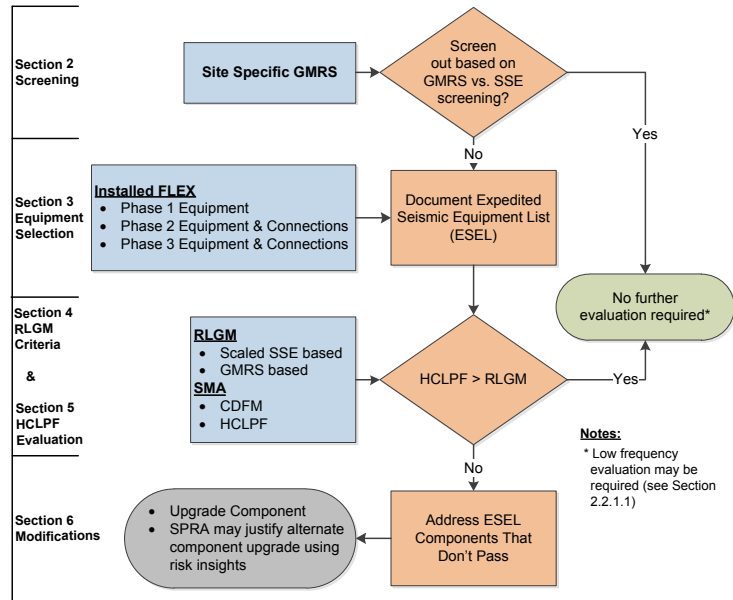 Section 2
Screening
Site Specific GMRS
Screen
out based on
GMRS vs. SSE
screening?
Yes
No
Section 3
Equipment
Selection
Installed FLEX
• Phase 1 Equipment
• Phase 2 Equipment & Connections
• Phase 3 Equipment & Connections
Document Expedited
Seismic Equipment List
(ESEL)
No further
evaluation required*
Section 4
RLGM
Criteria
&
Section 5
HCLPF
Evaluation
RLGM
• Scaled SSE based
• GMRS based
SMA
• CDFM
• HCLPF
HCLPF > RLGM
Yes
No
Notes:
* Low frequency
evaluation may be
required (see Section
2.2.1.1)
Section 6
Modifications
• Upgrade Component
• SPRA may justify alternate
component upgrade using
risk insights
Address ESEL
Components That
Don't Pass